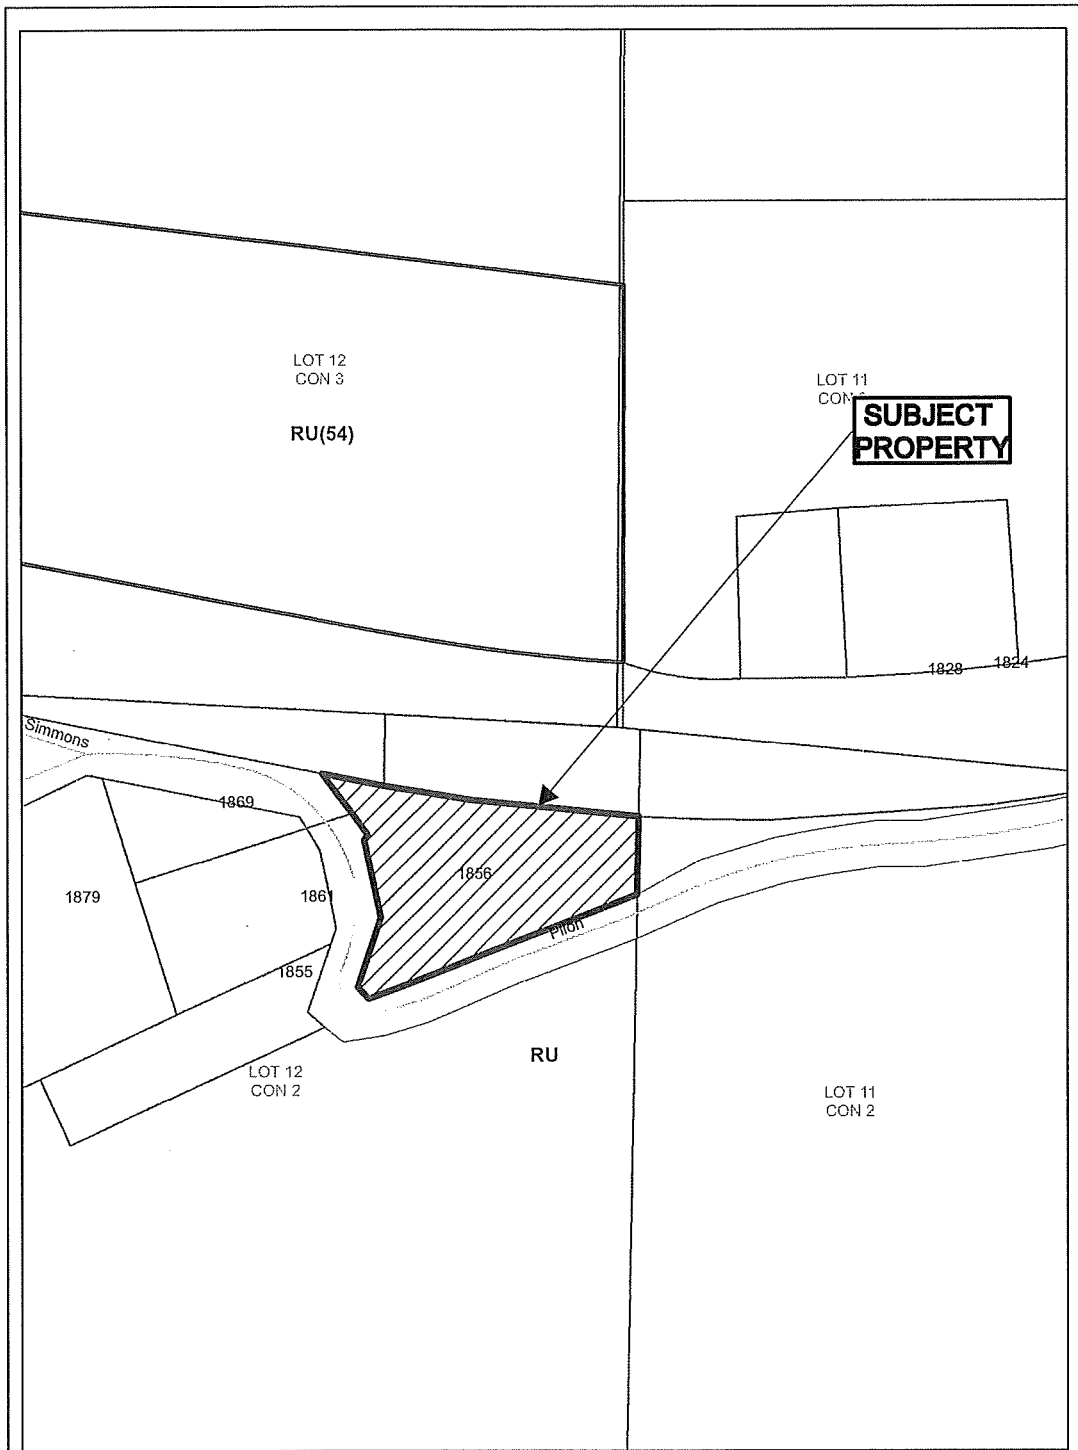 LOT 12
CON 3
RU(54)
LOT 11
CON
SUBJECT
PROPERTY
1828
1824
Simmons
1869
1856
1879
1861
Pilon
1855
RU
LOT 12
CON 2
LOT 11
CON 2